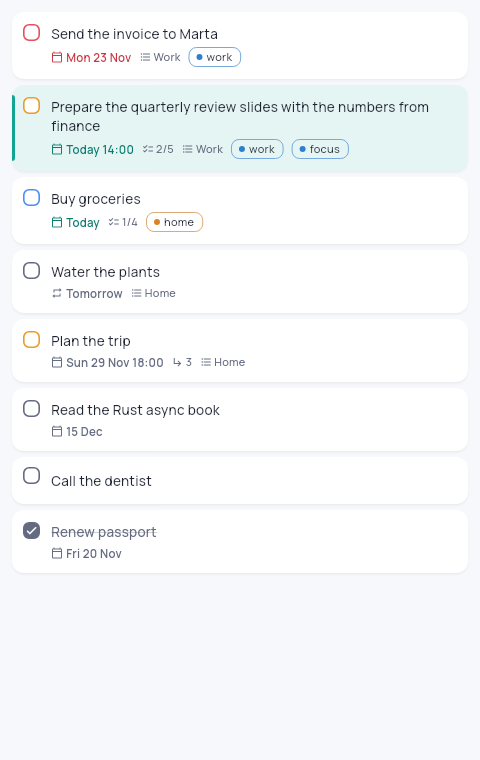 Send the invoice to Marta
Mon 23 Nov Work work
Prepare the quarterly review slides with the numbers from
finance
Today 14:00 2/5 Work work focus
Buy groceries
Today 1/4 home
Water the plants
Tomorrow Home
Plan the trip
Sun 29 Nov 18:00 3 Home
Read the Rust async book
15 Dec
Call the dentist
Renew passport
Fri 20 Nov